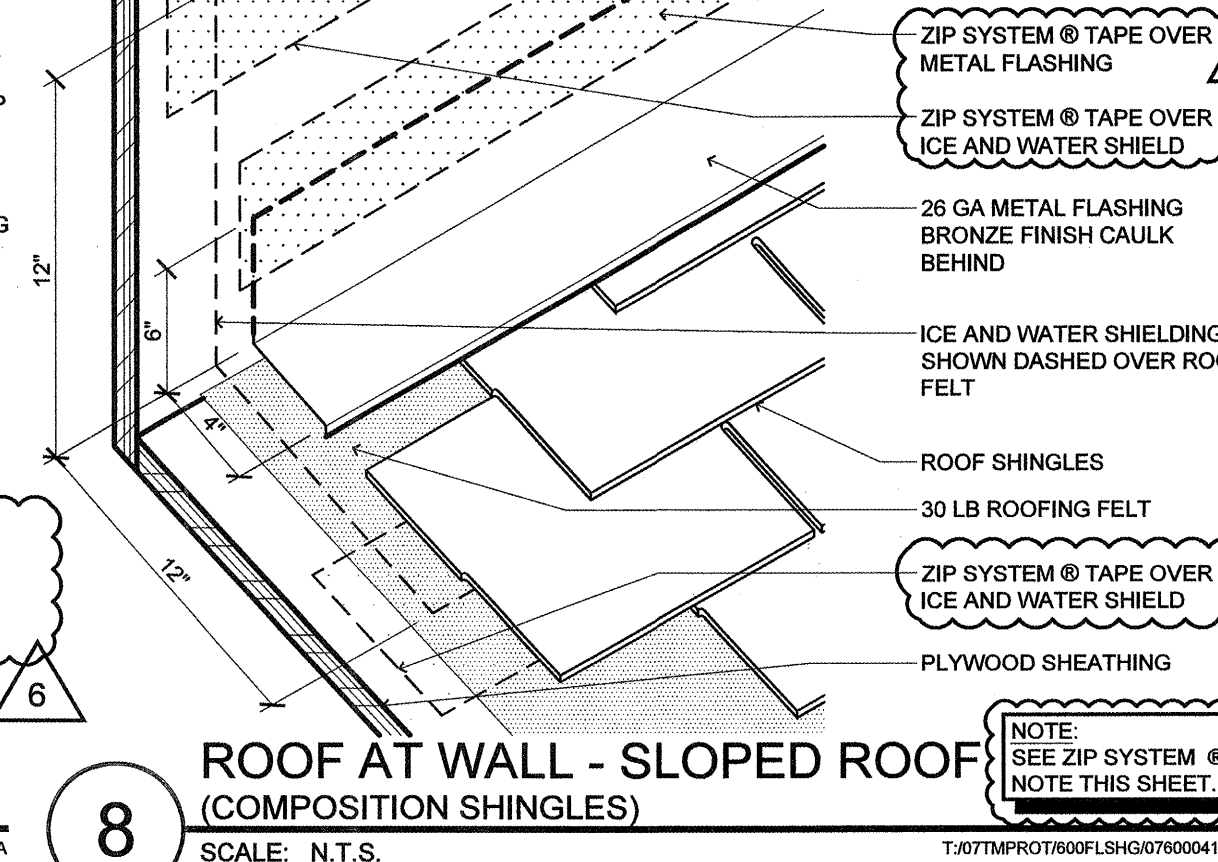 ZIP SYSTEM ® TAPE OVER
METAL FLASHING
ZIP SYSTEM ® TAPE OVER
ICE AND WATER SHIELD
26 GA METAL FLASHING
BRONZE FINISH CAULK
BEHIND
ICE AND WATER SHIELDING
SHOWN DASHED OVER ROO
FELT
ROOF SHINGLES
30 LB ROOFING FELT
ZIP SYSTEM ® TAPE OVER
ICE AND WATER SHIELD
PLYWOOD SHEATHING
12"
6"
4"
12"
6
NOTE:
SEE ZIP SYSTEM ®
NOTE THIS SHEET.
8
ROOF AT WALL - SLOPED ROOF
(COMPOSITION SHINGLES)
SCALE: N.T.S.
T:/07TMPROT/600FLSHG/07600041
A
G